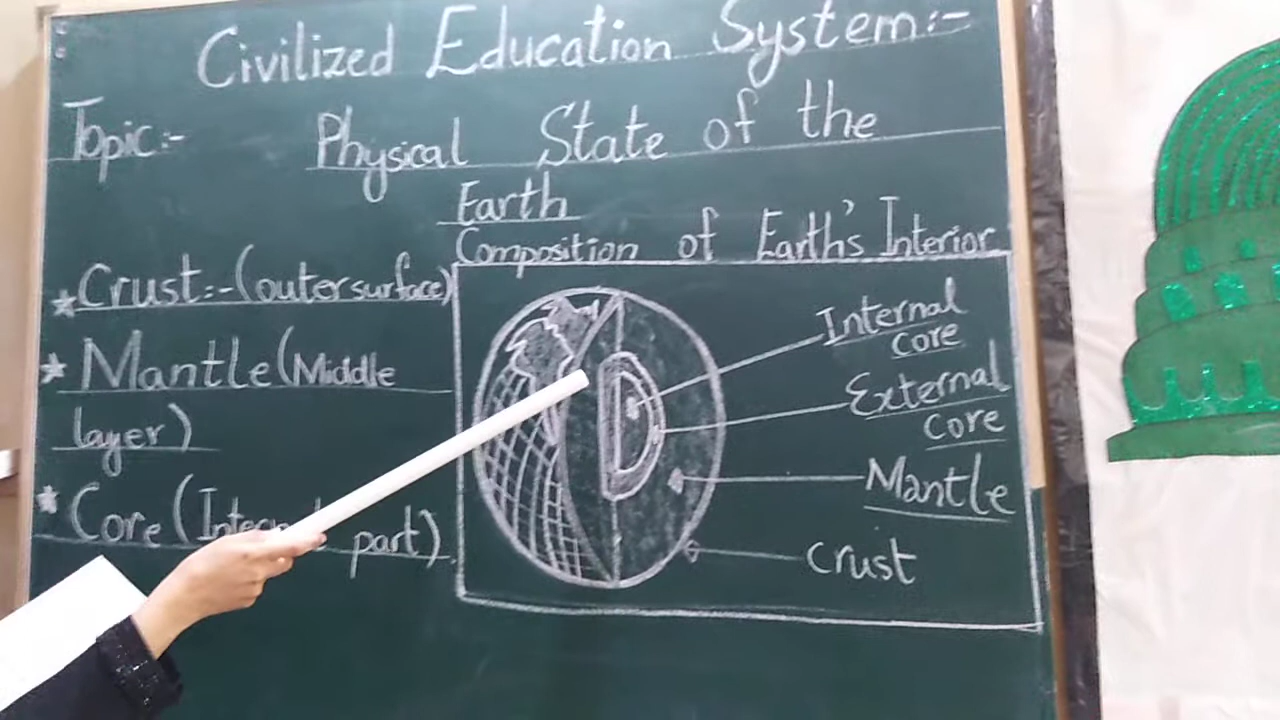 Civilized Education System:-
Topic:- Physical State of the
Earth
Composition of Earth's Interior
★ Crust:-(outer surface)
★ Mantle (Middle
layer)
★ Core ( part)
Internal
core
External
core
Mantle
Crust